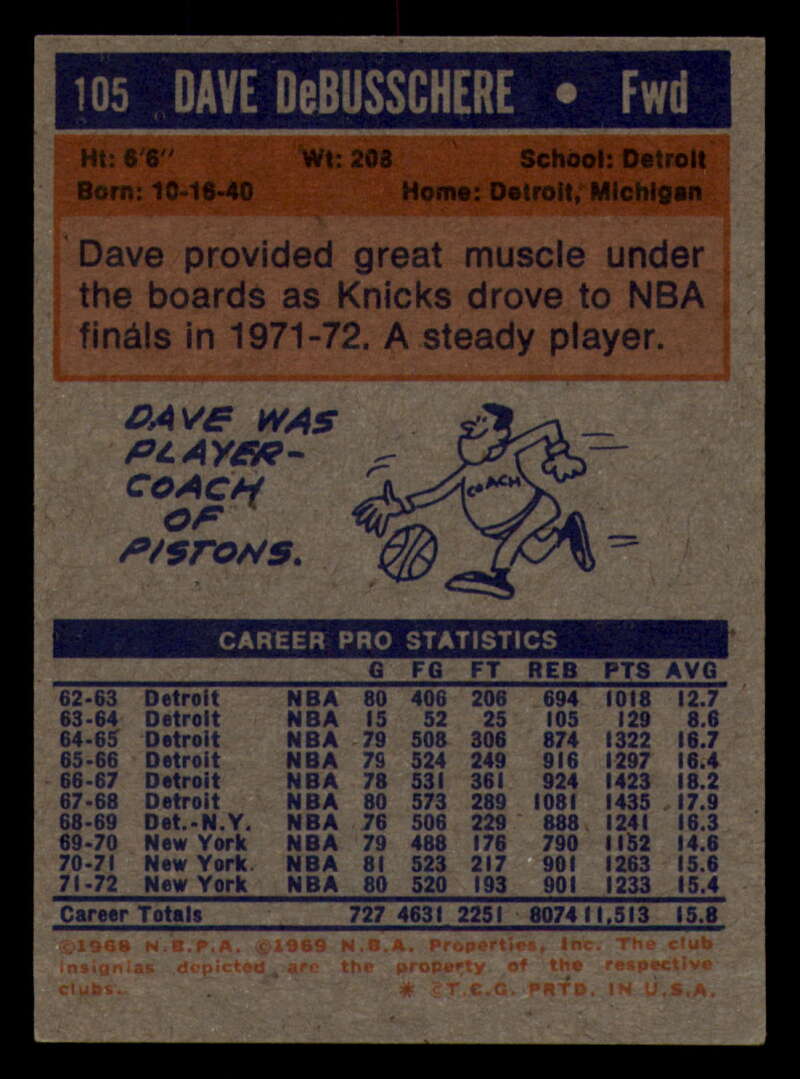 105 DAVE DeBUSSCHERE • Fwd
Ht: 6'6" Wt: 208 School: Detroit
Born: 10-16-40 Home: Detroit, Michigan
Dave provided great muscle under
the boards as Knicks drove to NBA
finals in 1971-72. A steady player.
DAVE WAS
PLAYER-
COACH
OF
PISTONS.
COACH
CAREER PRO STATISTICS
G FG FT REB PTS AVG
62-63 Detroit NBA 80 406 206 694 1018 12.7
63-64 Detroit NBA 15 52 25 105 129 8.6
64-65 Detroit NBA 79 508 306 874 1322 16.7
65-66 Detroit NBA 79 524 249 916 1297 16.4
66-67 Detroit NBA 78 531 361 924 1423 18.2
67-68 Detroit NBA 80 573 289 1081 1435 17.9
68-69 Det.-N.Y. NBA 76 506 229 888 1241 16.3
69-70 New York NBA 79 488 176 790 1152 14.6
70-71 New York NBA 81 523 217 901 1263 15.6
71-72 New York NBA 80 520 193 901 1233 15.4
Career Totals 727 4631 2251 8074 11,513 15.8
©1968 N.B.P.A. ©1969 N.B.A. Properties, Inc. The club
insignias depicted are the property of the respective
clubs.
* ©T.C.G. PRTD. IN U.S.A.